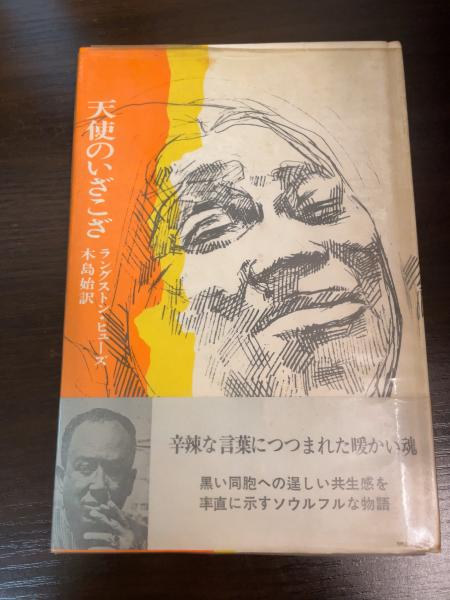 天使のいざこざ
ラングストン・ヒューズ
木島始訳
辛辣な言葉につつまれた暖かい魂
黒い同胞への逞しい共生感を
率直に示すソウルフルな物語